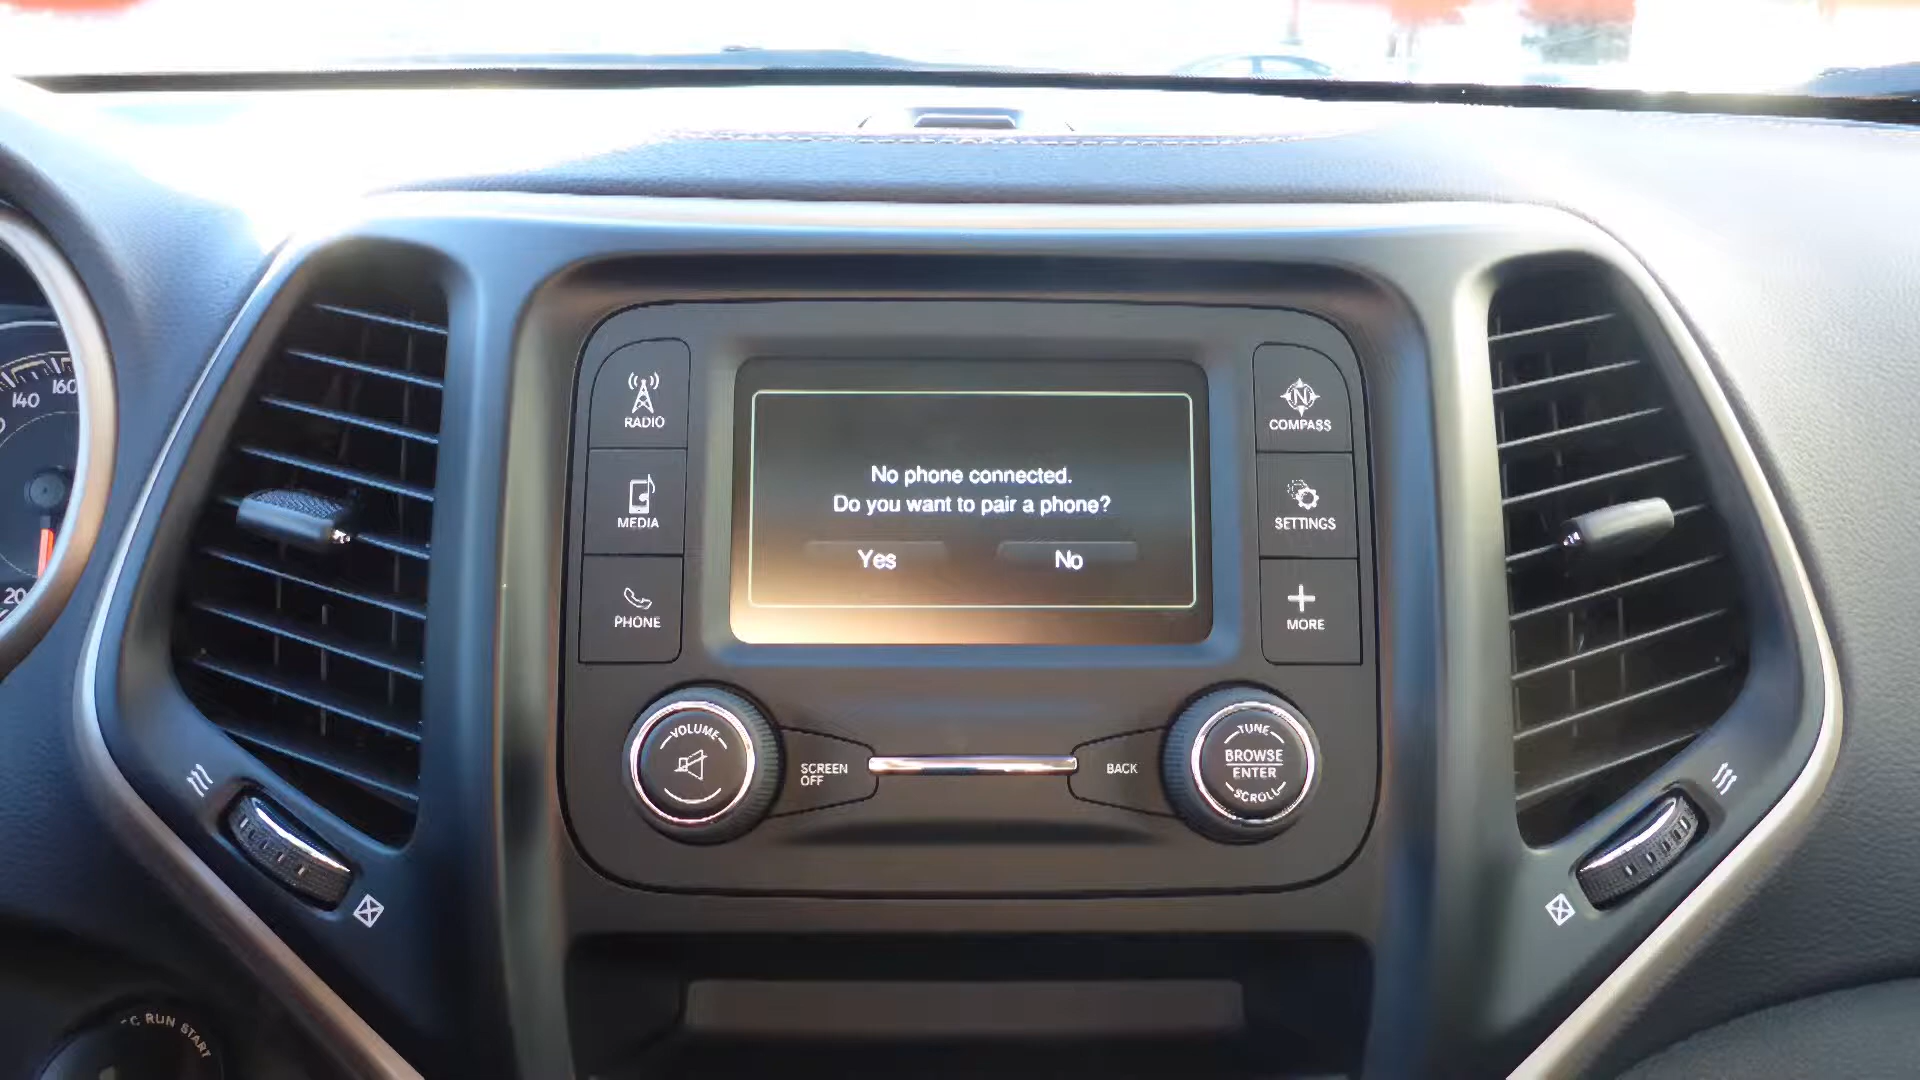 140
160
RADIO
MEDIA
PHONE
No phone connected.
Do you want to pair a phone?
Yes
No
N
COMPASS
SETTINGS
MORE
VOLUME
SCREEN
OFF
BACK
TUNE
BROWSE
ENTER
SCROLL
RUN START